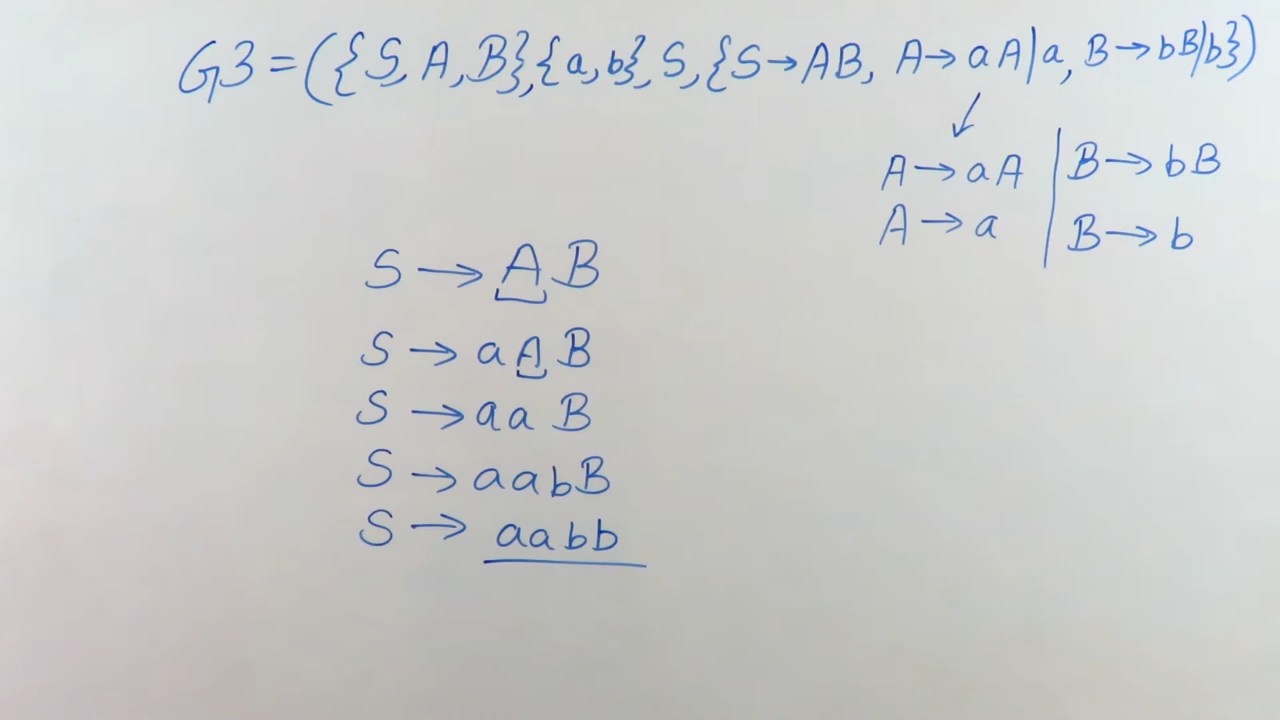 G3 = ({S, A, B}, {a, b}, S, {S → AB, A → aA|a, B → bB|b})
↙
A → aA | B → bB
A → a | B → b
S → AB
S → aAB
S → aaB
S → aabB
S → aabb